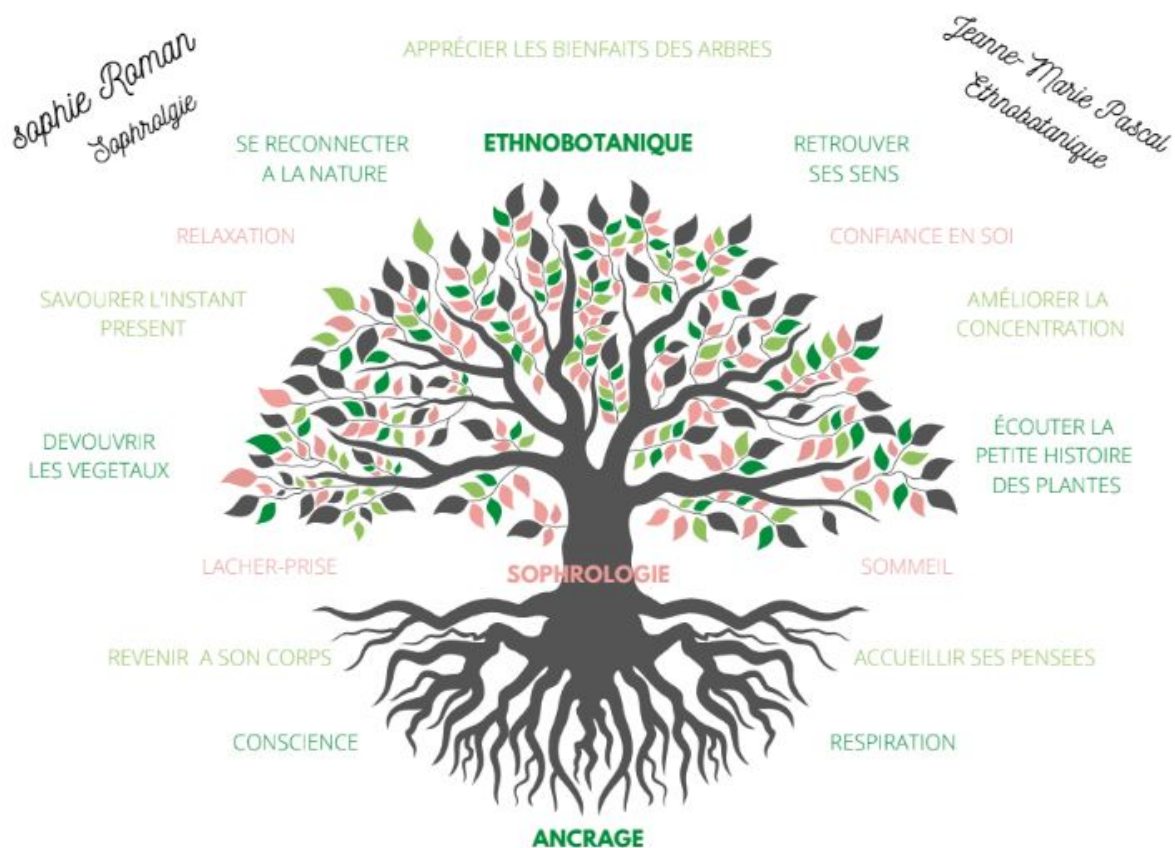 sophie Roman
Sophrolgie
APPRÉCIER LES BIENFAITS DES ARBRES
Jeanne-Marie Pascal
Ethnobotanique
SE RECONNECTER
A LA NATURE
ETHNOBOTANIQUE
RETROUVER
SES SENS
RELAXATION
CONFIANCE EN SOI
SAVOURER L'INSTANT
PRESENT
AMÉLIORER LA
CONCENTRATION
DEVOUVRIR
LES VEGETAUX
ÉCOUTER LA
PETITE HISTOIRE
DES PLANTES
LACHER-PRISE
SOPHROLOGIE
SOMMEIL
REVENIR A SON CORPS
ACCUEILLIR SES PENSEES
CONSCIENCE
RESPIRATION
ANCRAGE